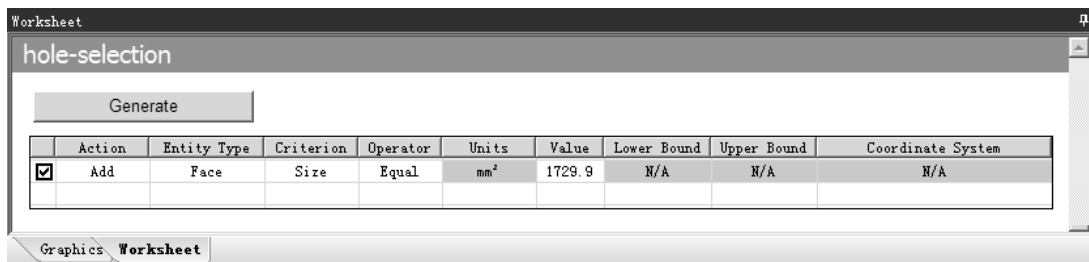 Worksheet
hole-selection
Generate
Action Entity Type Criterion Operator Units Value Lower Bound Upper Bound Coordinate System
Add Face Size Equal mm² 1729.9 N/A N/A N/A
Graphics Worksheet